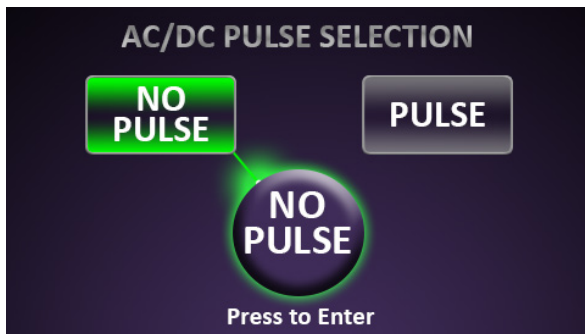 AC/DC PULSE SELECTION
NO
PULSE
PULSE
NO
PULSE
Press to Enter